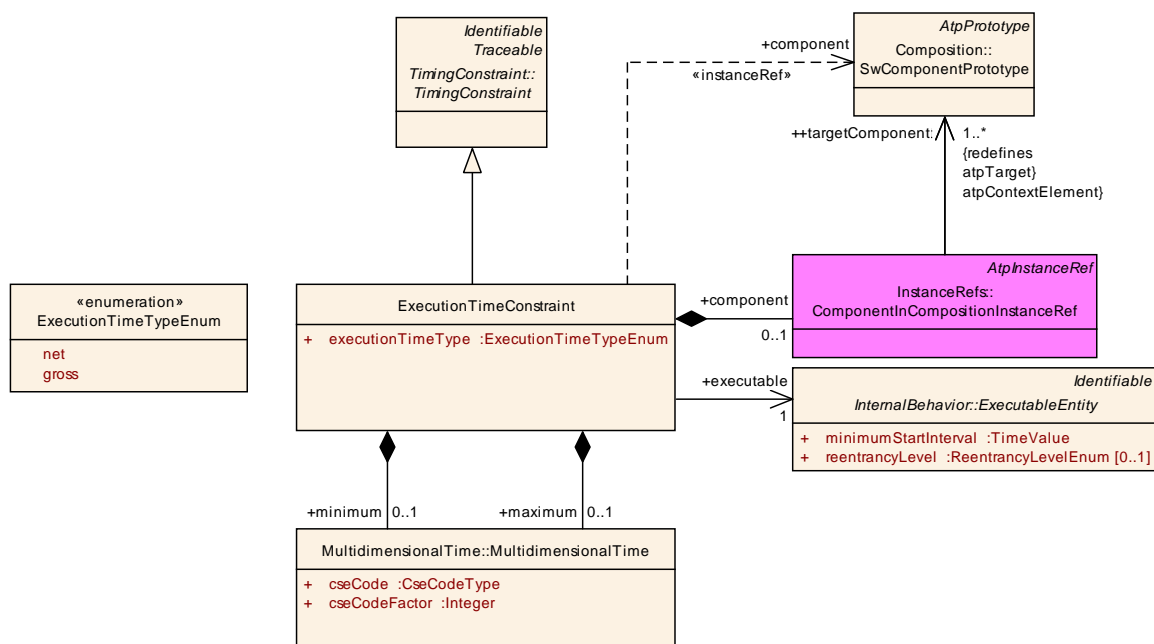 Identifiable
Traceable
TimingConstraint::
TimingConstraint
+component
«instanceRef»
AtpPrototype
Composition::
SwComponentPrototype
++targetComponent
1..*
{redefines
atpTarget}
atpContextElement}
«enumeration»
ExecutionTimeTypeEnum
net
gross
ExecutionTimeConstraint
+ executionTimeType :ExecutionTimeTypeEnum
+component
0..1
AtpInstanceRef
InstanceRefs::
ComponentInCompositionInstanceRef
+executable
1
Identifiable
InternalBehavior::ExecutableEntity
+ minimumStartInterval :TimeValue
+ reentrancyLevel :ReentrancyLevelEnum [0..1]
+minimum 0..1
+maximum 0..1
MultidimensionalTime::MultidimensionalTime
+ cseCode :CseCodeType
+ cseCodeFactor :Integer